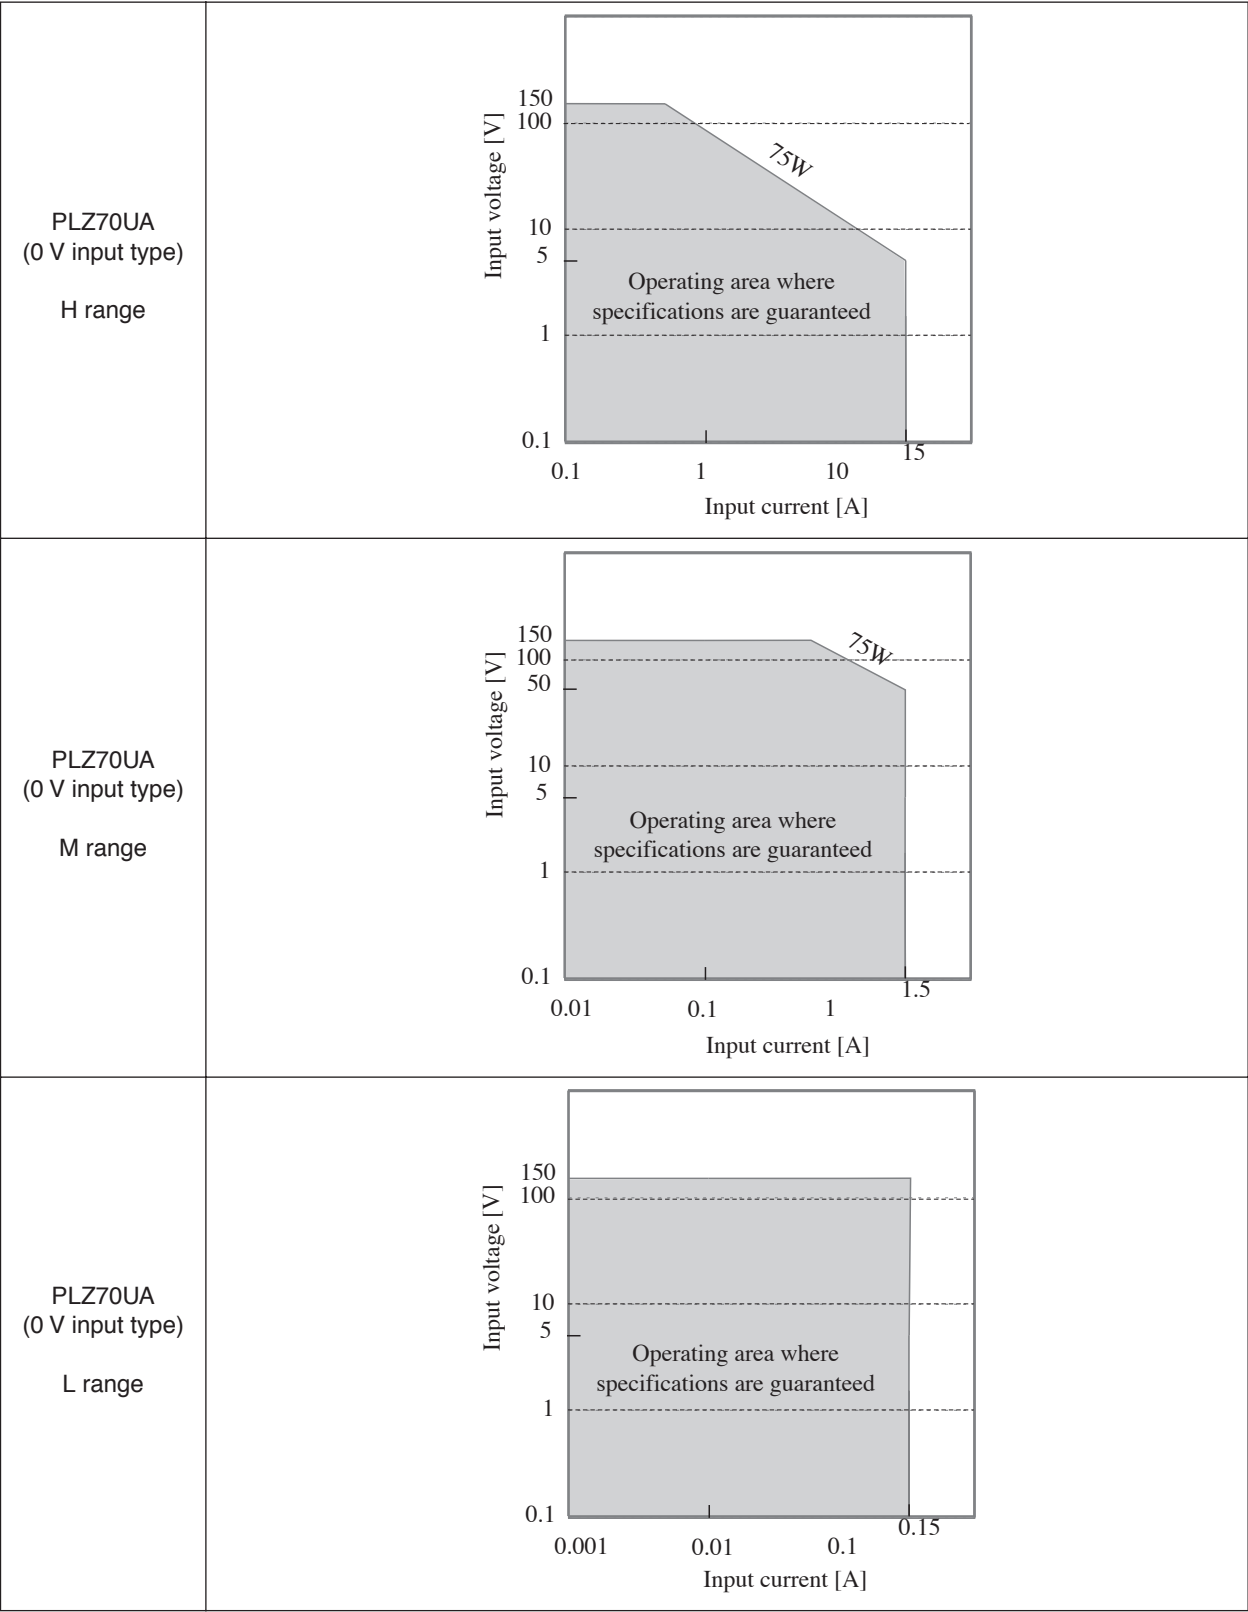 PLZ70UA
(0 V input type)
H range
Input voltage [V]
150
100
10
5
1
0.1
75W
Operating area where
specifications are guaranteed
0.1
1
10
15
Input current [A]
PLZ70UA
(0 V input type)
M range
Input voltage [V]
150
100
50
10
5
1
0.1
75W
Operating area where
specifications are guaranteed
0.01
0.1
1
1.5
Input current [A]
PLZ70UA
(0 V input type)
L range
Input voltage [V]
150
100
10
5
1
0.1
Operating area where
specifications are guaranteed
0.001
0.01
0.1
0.15
Input current [A]